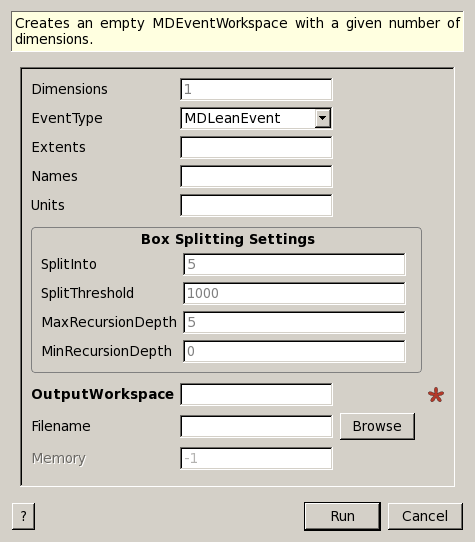 Creates an empty MDEventWorkspace with a given number of
dimensions.
Dimensions 1
EventType MDLeanEvent
Extents
Names
Units
Box Splitting Settings
SplitInto 5
SplitThreshold 1000
MaxRecursionDepth 5
MinRecursionDepth 0
OutputWorkspace *
Filename Browse
Memory -1
? Run Cancel